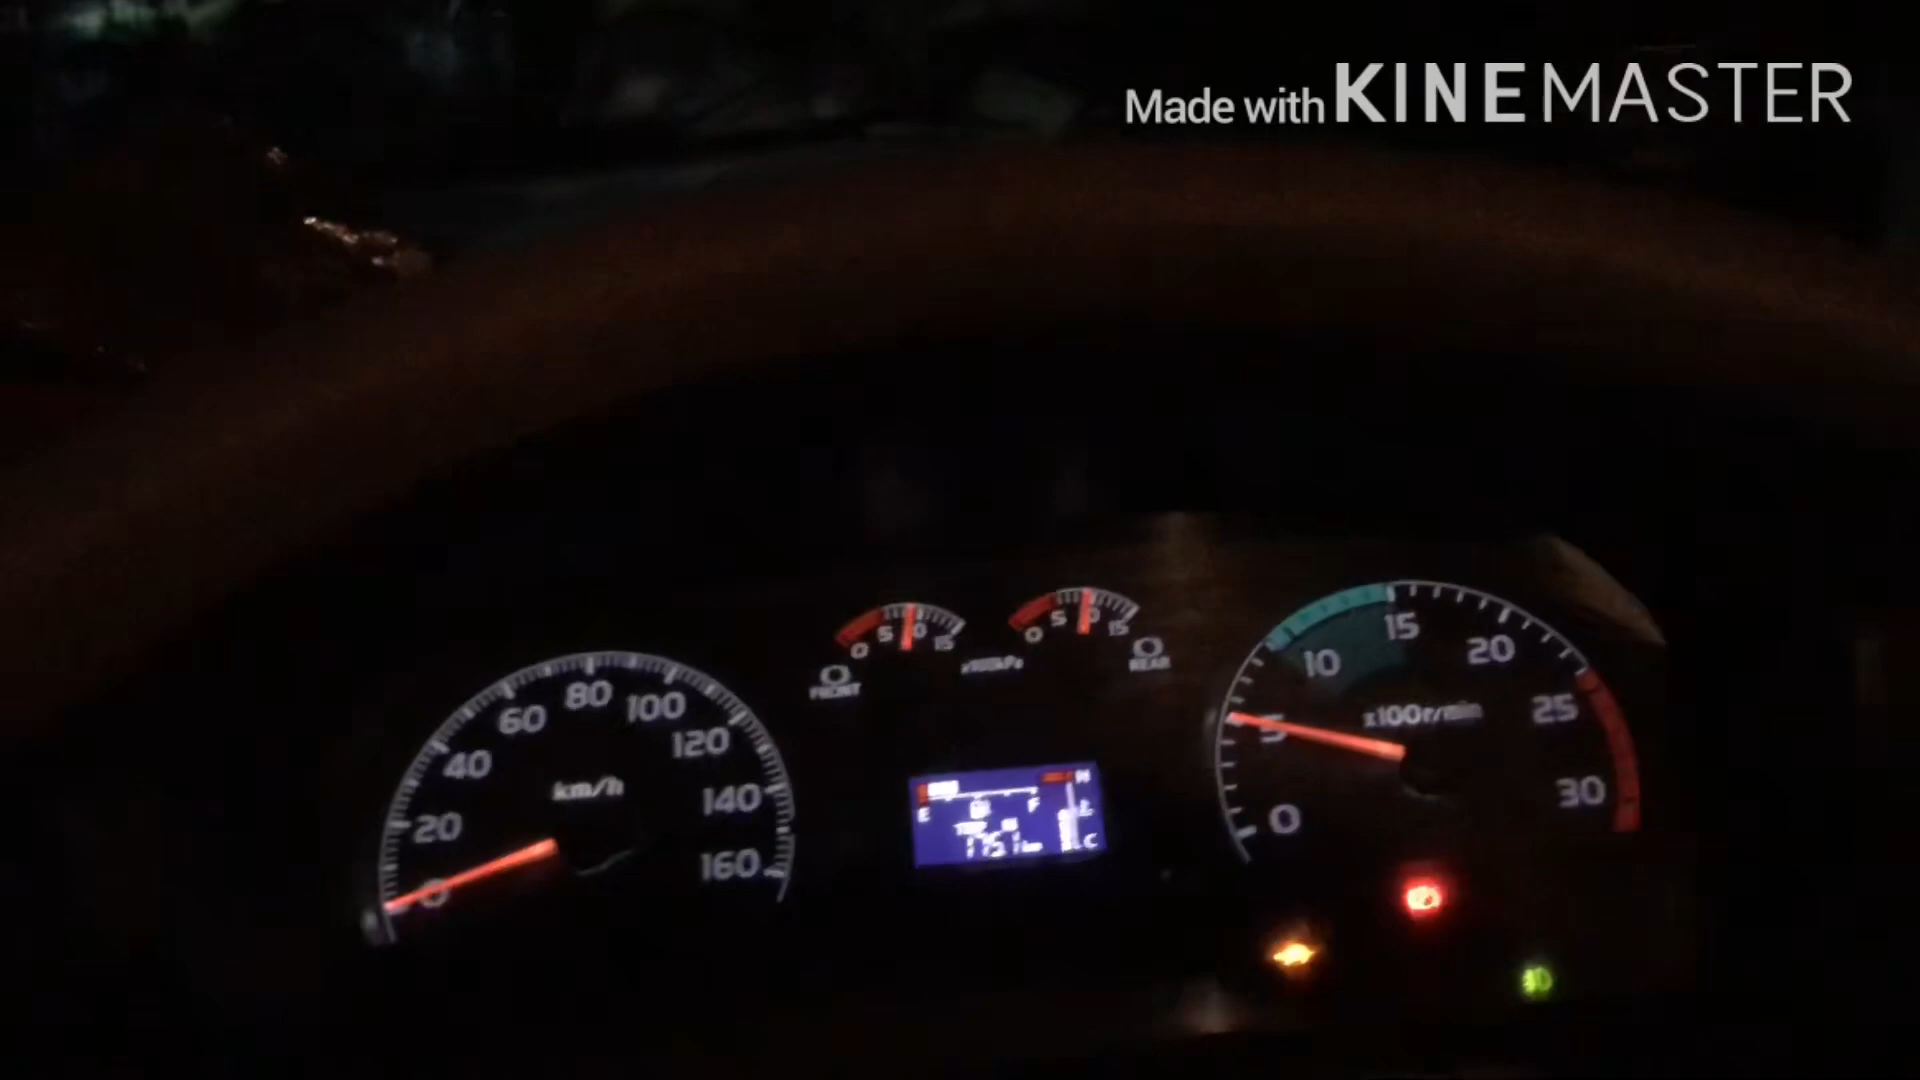 Made with KINEMASTER
0 5 10 15
0 5 10 15
x100kPa
FRONT
REAR
0 20 40 60 80 100 120 140 160
km/h
0 5 10 15 20 25 30
x100r/min
E F
H
C